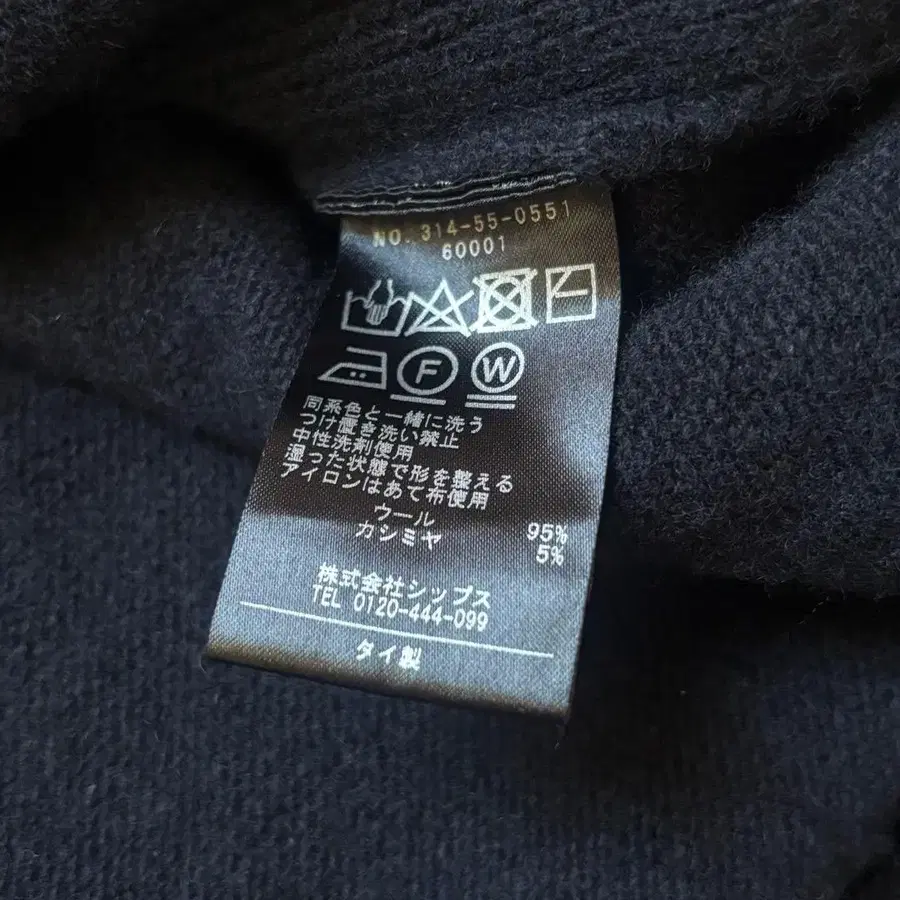 NO. 314-55-0551
60001
F W
同系色と一緒に洗う
つけ置き洗い禁止
中性洗剤使用
湿った状態で形を整える
アイロンはあて布使用
ウール 95%
カシミヤ 5%
株式会社シップス
TEL 0120-444-099
タイ製